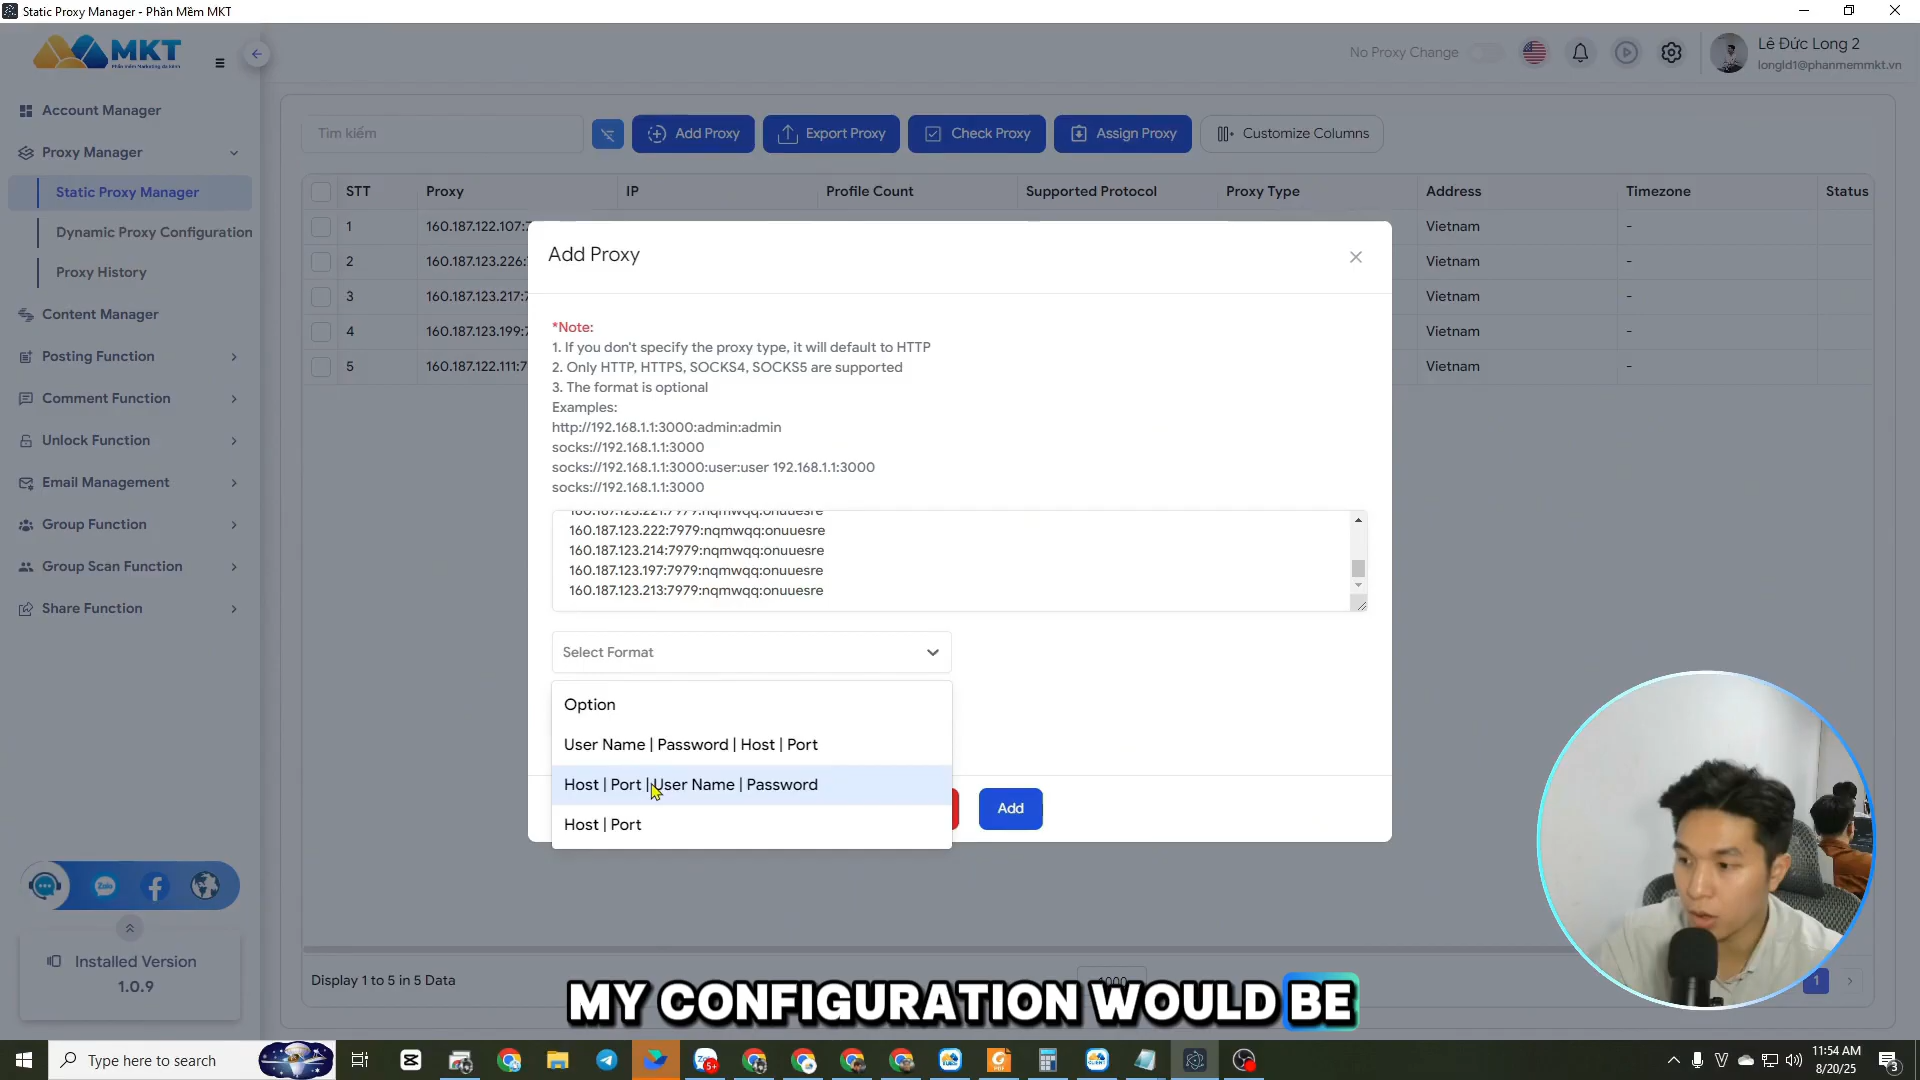 Static Proxy Manager - Phần Mềm MKT
MKT
No Proxy Change
Lê Đức Long 2
longld1@phanmemmkt.vn
Account Manager
Proxy Manager
Static Proxy Manager
Dynamic Proxy Configuration
Proxy History
Content Manager
Posting Function
Comment Function
Unlock Function
Email Management
Group Function
Group Scan Function
Share Function
Installed Version
1.0.9
Tìm kiếm
Add Proxy
Export Proxy
Check Proxy
Assign Proxy
Customize Columns
STT Proxy IP Profile Count Supported Protocol Proxy Type Address Timezone Status
1 160.187.122.107: Vietnam -
2 160.187.123.226: Vietnam -
3 160.187.123.217:7 Vietnam -
4 160.187.123.199: Vietnam -
5 160.187.122.111:7 Vietnam -
Add Proxy
*Note:
1. If you don't specify the proxy type, it will default to HTTP
2. Only HTTP, HTTPS, SOCKS4, SOCKS5 are supported
3. The format is optional
Examples:
http://192.168.1.1:3000:admin:admin
socks://192.168.1.1:3000
socks://192.168.1.1:3000:user:user 192.168.1.1:3000
socks://192.168.1.1:3000
160.187.123.221:7979:nqmwqq:onuuesre
160.187.123.222:7979:nqmwqq:onuuesre
160.187.123.214:7979:nqmwqq:onuuesre
160.187.123.197:7979:nqmwqq:onuuesre
160.187.123.213:7979:nqmwqq:onuuesre
Select Format
Option
User Name | Password | Host | Port
Host | Port | User Name | Password
Host | Port
Add
Display 1 to 5 in 5 Data
1000
1
MY CONFIGURATION WOULD BE
Type here to search
11:54 AM
8/20/25